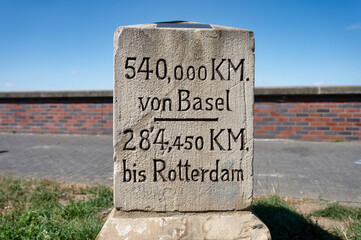 540,000 KM.
von Basel
284,450 KM.
bis Rotterdam